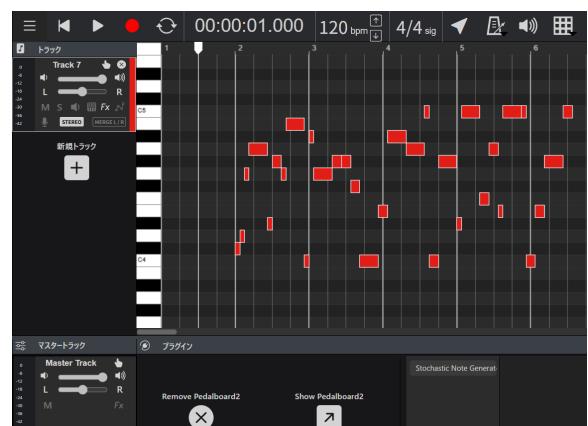 00:00:01.000 120 bpm 4/4 sig
トラック 1 2 3 4 5 6
Track 7
L R
M S Fx
STEREO MERGE L / R
新規トラック
C5
C4
マスタートラック プラグイン
Master Track
L R
M Fx
Remove Pedalboard2 Show Pedalboard2 Stochastic Note Generat